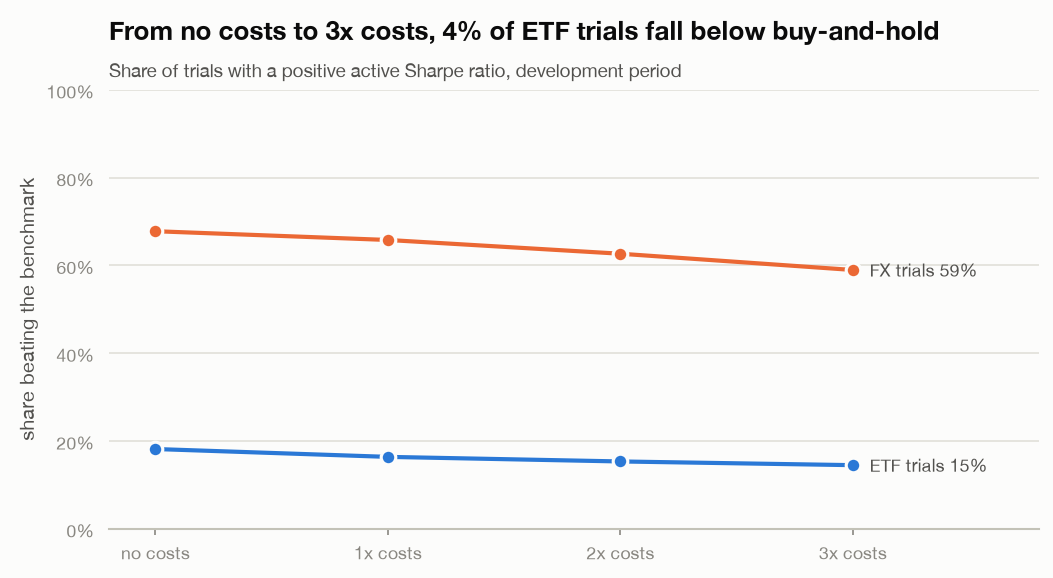 From no costs to 3x costs, 4% of ETF trials fall below buy-and-hold
Share of trials with a positive active Sharpe ratio, development period
share beating the benchmark
100%
80%
60%
40%
20%
0%
FX trials 59%
ETF trials 15%
no costs
1x costs
2x costs
3x costs